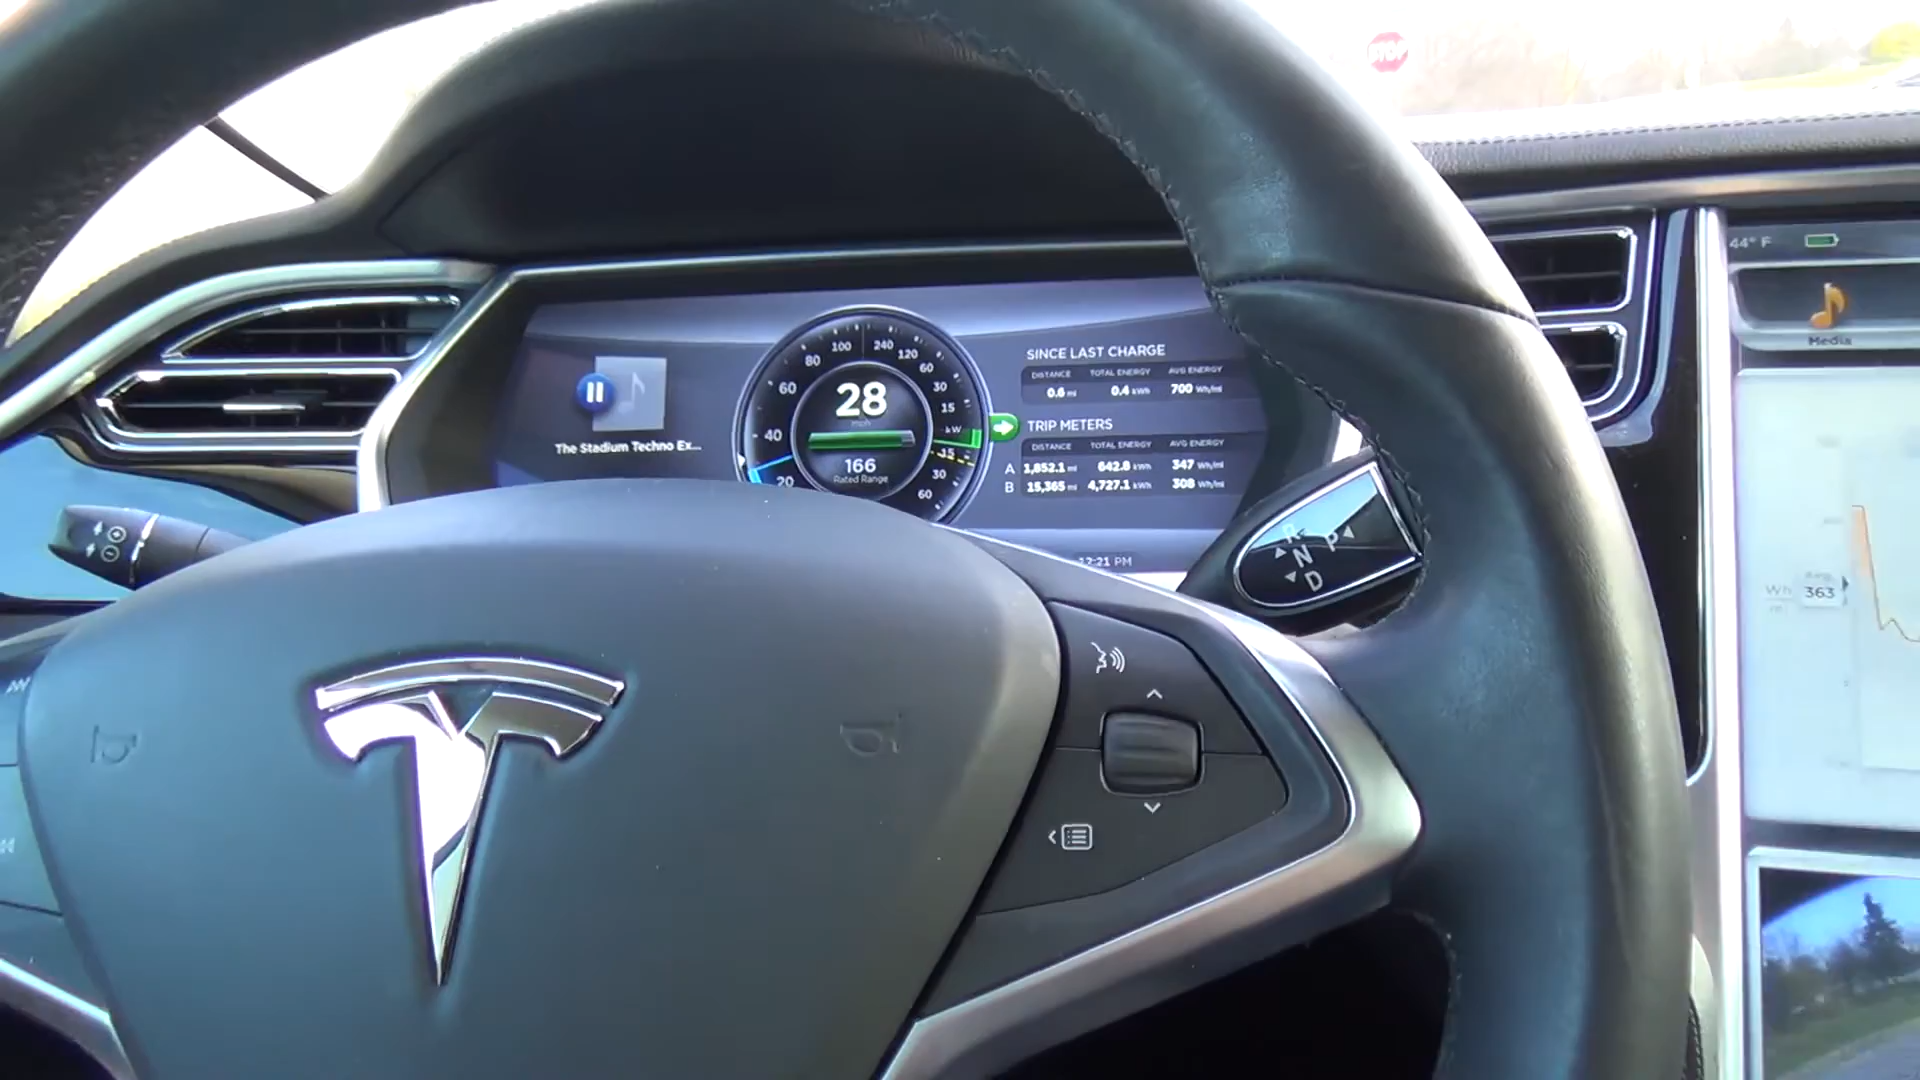 STOP
44° F
Media
The Stadium Techno Ex...
100
240
80
120
60
60
30
15
40
kW
15
20
30
60
28
mph
166
Rated Range
SINCE LAST CHARGE
DISTANCE TOTAL ENERGY AVG ENERGY
0.6 mi 0.4 kWh 700 Wh/mi
TRIP METERS
DISTANCE TOTAL ENERGY AVG ENERGY
A 1,852.1 mi 642.8 kWh 347 Wh/mi
B 15,365 mi 4,727.1 kWh 308 Wh/mi
12:21 PM
R
N P
D
Avg
363